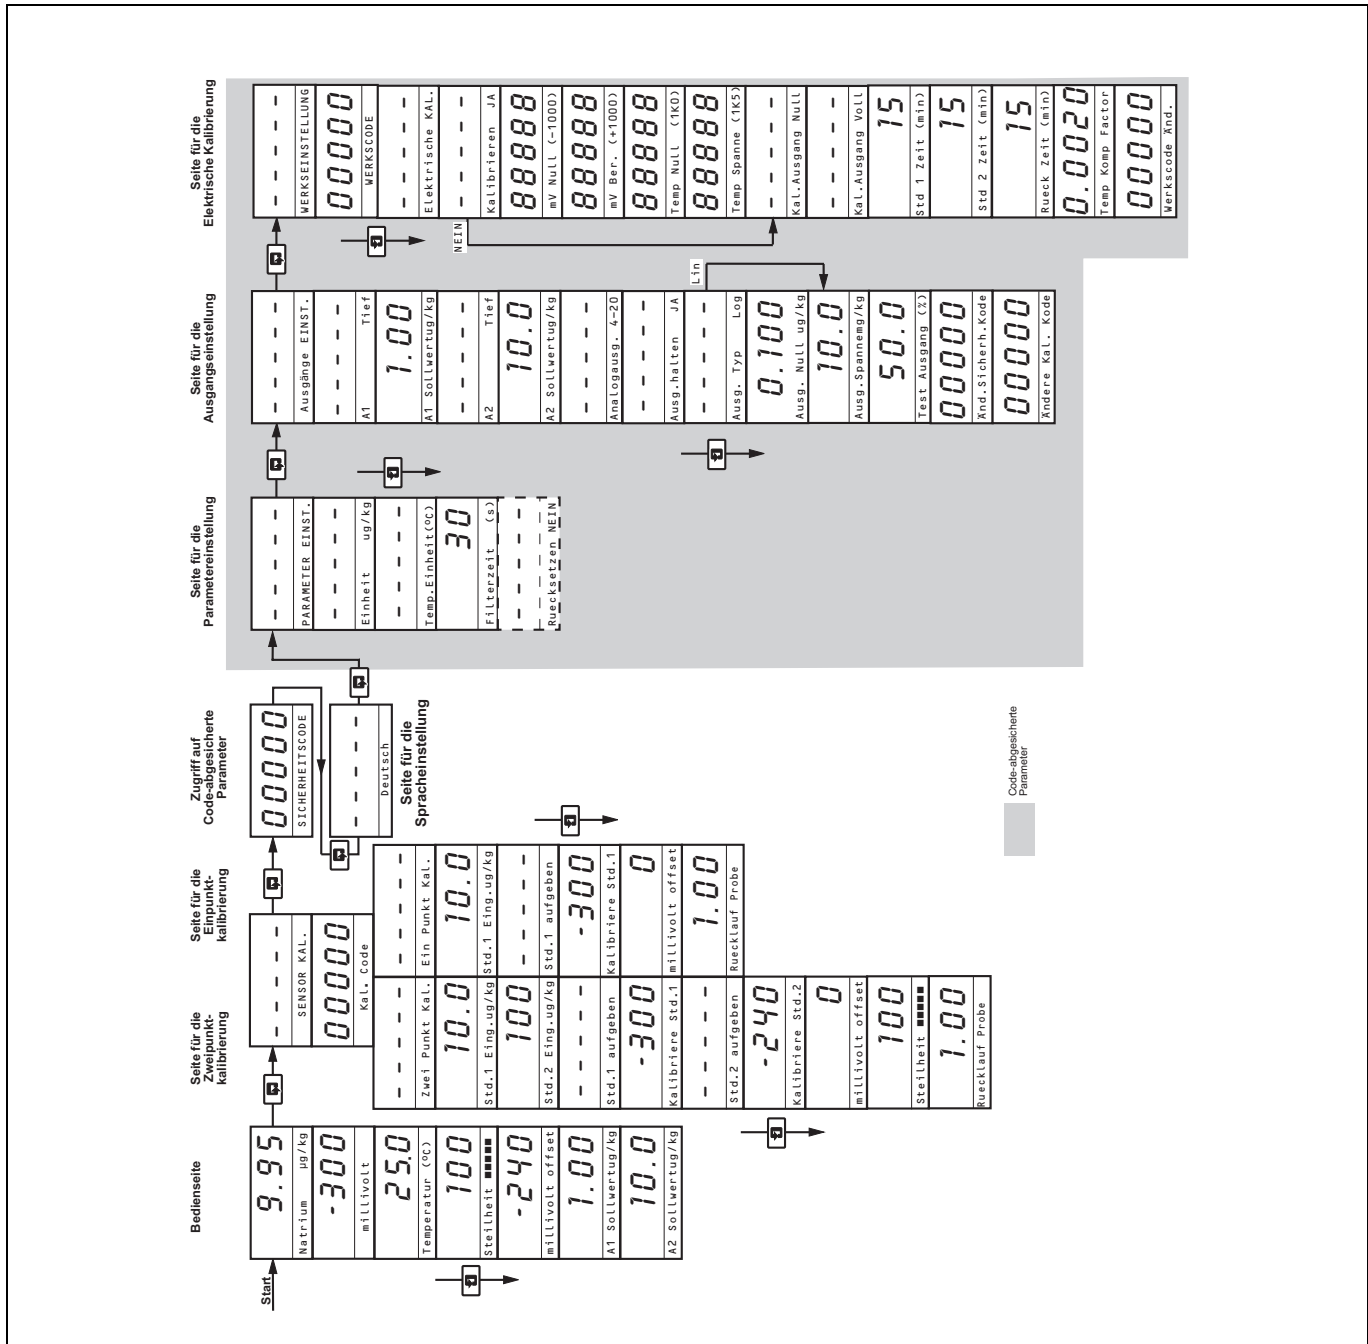 Start
Bedienseite
9.95
Natrium µg/kg
-300
millivolt
25.0
Temperatur (ºC)
100
Steilheit ■■■■■
-240
millivolt offset
1.00
A1 Sollwertug/kg
10.0
A2 Sollwertug/kg
Seite für die
Zweipunkt-
kalibrierung
Seite für die
Einpunkt-
kalibrierung
- - - - -
SENSOR KAL.
00000
Kal. Code
- - - - -
Zwei Punkt Kal.
10.0
Std.1 Eing.ug/kg
100
Std.2 Eing.ug/kg
- - - - -
Std.1 aufgeben
-300
Kalibriere Std.1
- - - - -
Std.2 aufgeben
-240
Kalibriere Std.2
0
millivolt offset
100
Steilheit ■■■■■
1.00
Ruecklauf Probe
- - - - -
Ein Punkt Kal.
10.0
Std.1 Eing.ug/kg
- - - - -
Std.1 aufgeben
-300
Kalibriere Std.1
0
millivolt offset
1.00
Ruecklauf Probe
Zugriff auf
Code-abgesicherte
Parameter
00000
SICHERHEITSCODE
- - - - -
Deutsch
Seite für die
Spracheinstellung
Seite für die
Parametereinstellung
- - - - -
PARAMETER EINST.
- - - - -
Einheit ug/kg
- - - - -
Temp.Einheit(ºC)
30
Filterzeit (s)
- - - - -
Ruecksetzen NEIN
Seite für die
Ausgangseinstellung
- - - - -
Ausgänge EINST.
- - - - -
A1 Tief
1.00
A1 Sollwertug/kg
- - - - -
A2 Tief
10.0
A2 Sollwertug/kg
- - - - -
Analogausg. 4-20
- - - - -
Ausg.halten JA
- - - - -
Ausg. Typ Log
Lin
0.100
Ausg. Null ug/kg
10.0
Ausg.Spannemg/kg
50.0
Test Ausgang (%)
00000
Änd.Sicherh.Kode
00000
Ändere Kal. Kode
Seite für die
Elektrische Kalibrierung
- - - - -
WERKSEINSTELLUNG
00000
WERKSCODE
- - - - -
Elektrische KAL.
- - - - -
Kalibrieren JA
NEIN
88888
mV Null (-1000)
88888
mV Ber. (+1000)
88888
Temp Null (1K0)
88888
Temp Spanne (1K5)
- - - - -
Kal.Ausgang Null
- - - - -
Kal.Ausgang Voll
15
Std 1 Zeit (min)
15
Std 2 Zeit (min)
15
Rueck Zeit (min)
0.0020
Temp Komp Factor
00000
Werkscode Änd.
Code-abgesicherte
Parameter